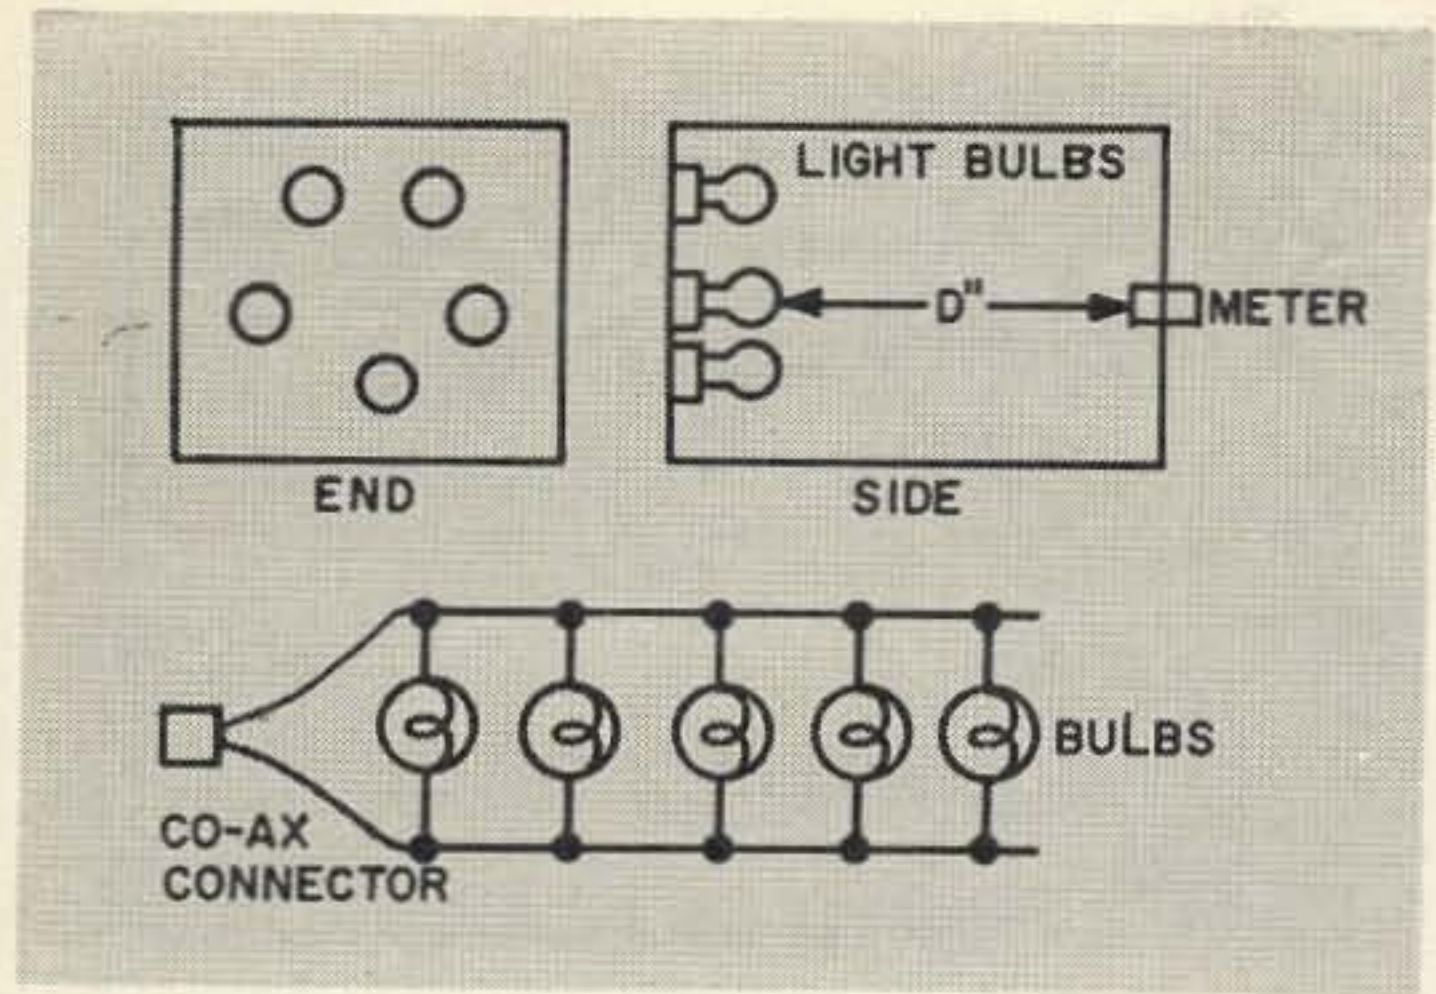 LIGHT BULBS
D"
METER
END
SIDE
BULBS
CO-AX
CONNECTOR